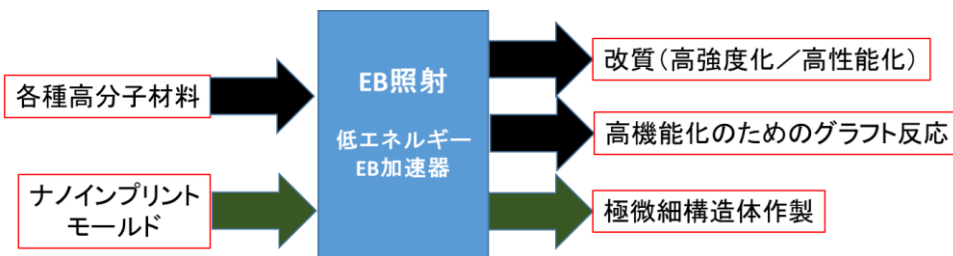 各種高分子材料
ナノインプリント
モールド
EB照射
低エネルギー
EB加速器
改質(高強度化/高性能化)
高機能化のためのグラフト反応
極微細構造体作製